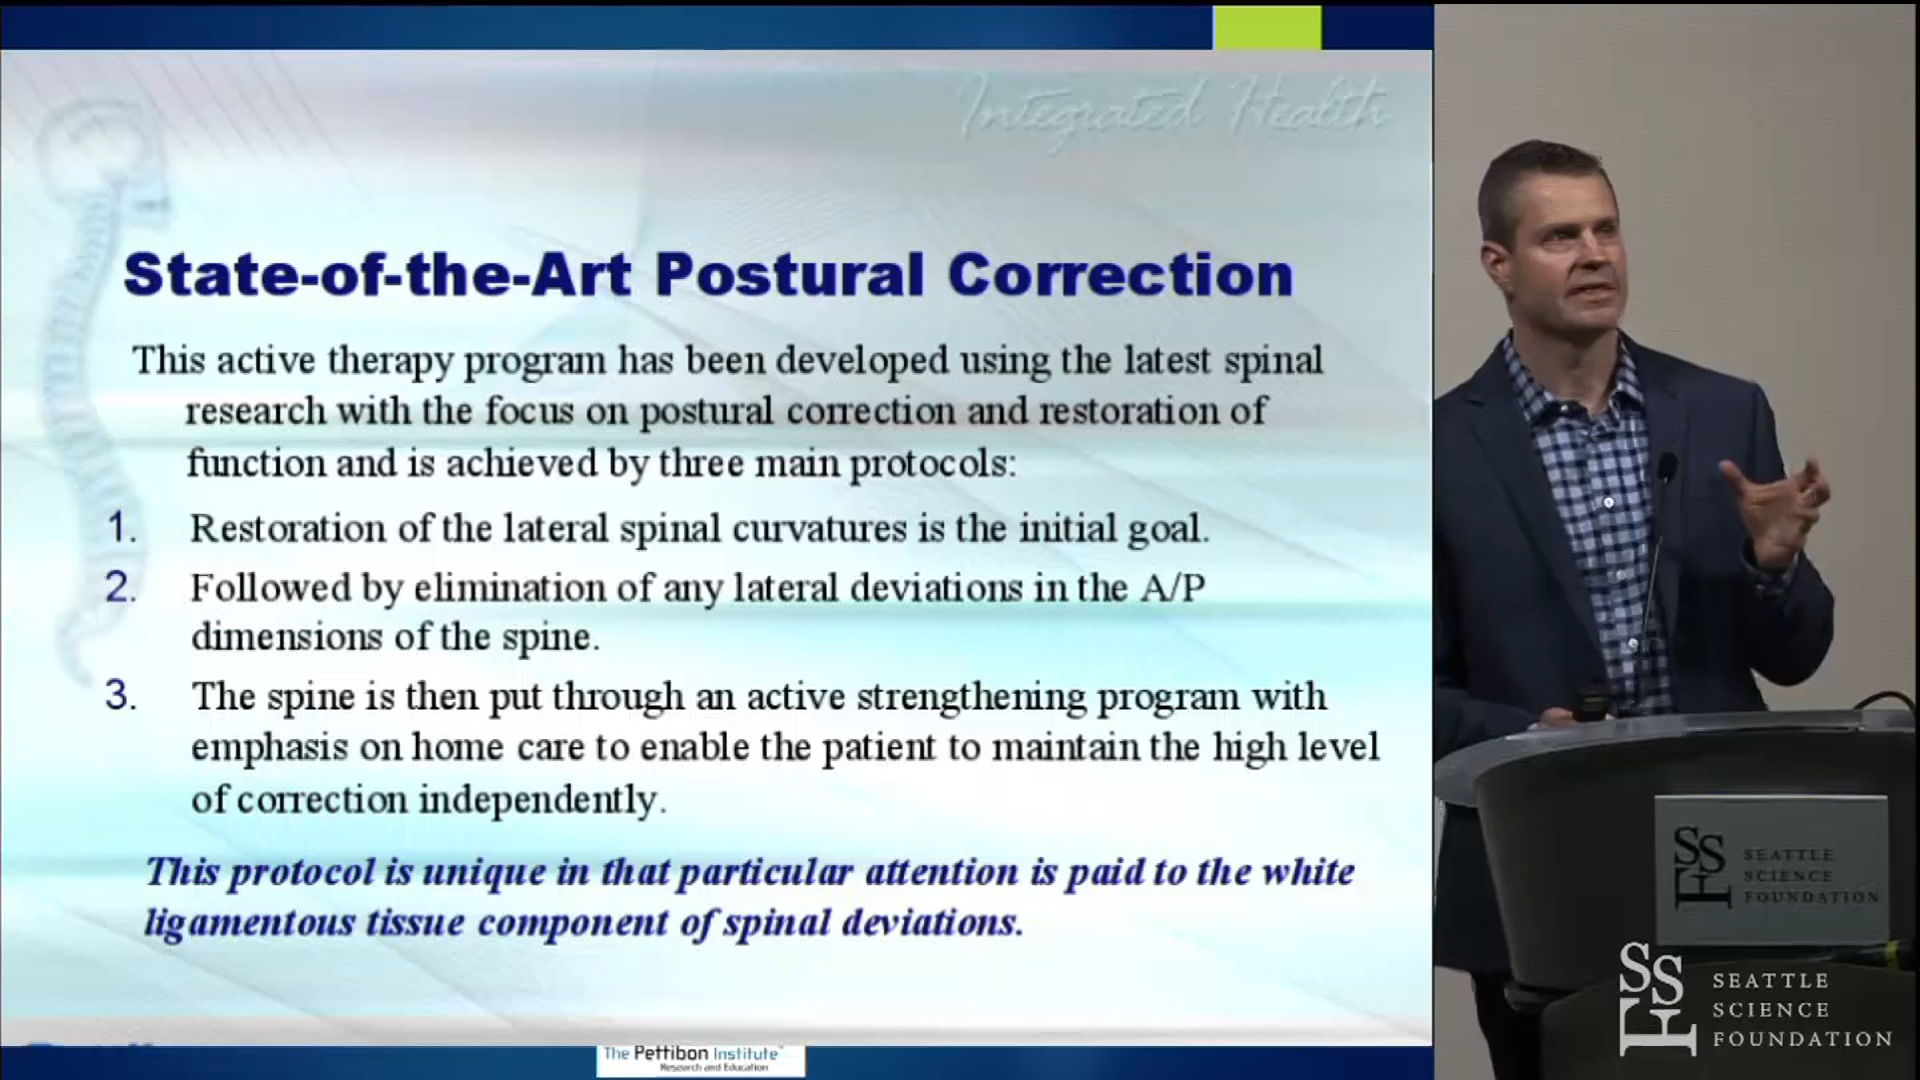 Integrated Health
State-of-the-Art Postural Correction
This active therapy program has been developed using the latest spinal
research with the focus on postural correction and restoration of
function and is achieved by three main protocols:
1. Restoration of the lateral spinal curvatures is the initial goal.
2. Followed by elimination of any lateral deviations in the A/P
dimensions of the spine.
3. The spine is then put through an active strengthening program with
emphasis on home care to enable the patient to maintain the high level
of correction independently.
This protocol is unique in that particular attention is paid to the white
ligamentous tissue component of spinal deviations.
The Pettibon Institute
Research and Education
SSF
SEATTLE
SCIENCE
FOUNDATION
SSF
SEATTLE
SCIENCE
FOUNDATION